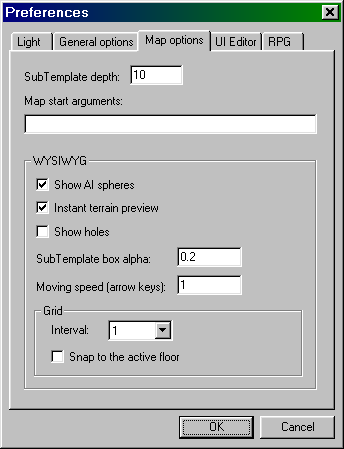 Preferences
Light General options Map options UI Editor RPG
SubTemplate depth: 10
Map start arguments:
WYSIWYG
Show AI spheres
Instant terrain preview
Show holes
SubTemplate box alpha: 0.2
Moving speed (arrow keys): 1
Grid
Interval: 1
Snap to the active floor
OK Cancel